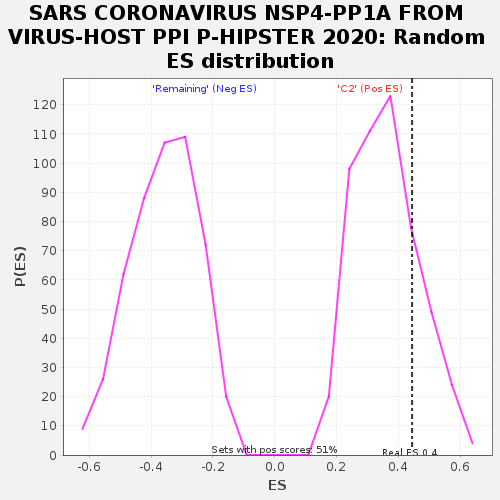 SARS CORONAVIRUS NSP4-PP1A FROM
VIRUS-HOST PPI P-HIPSTER 2020: Random
ES distribution
'Remaining' (Neg ES)
'C2' (Pos ES)
120
110
100
90
80
70
60
50
40
30
20
10
0
P(ES)
Sets with pos scores: 51%
Real ES 0.4
-0.6
-0.4
-0.2
0.0
0.2
0.4
0.6
ES